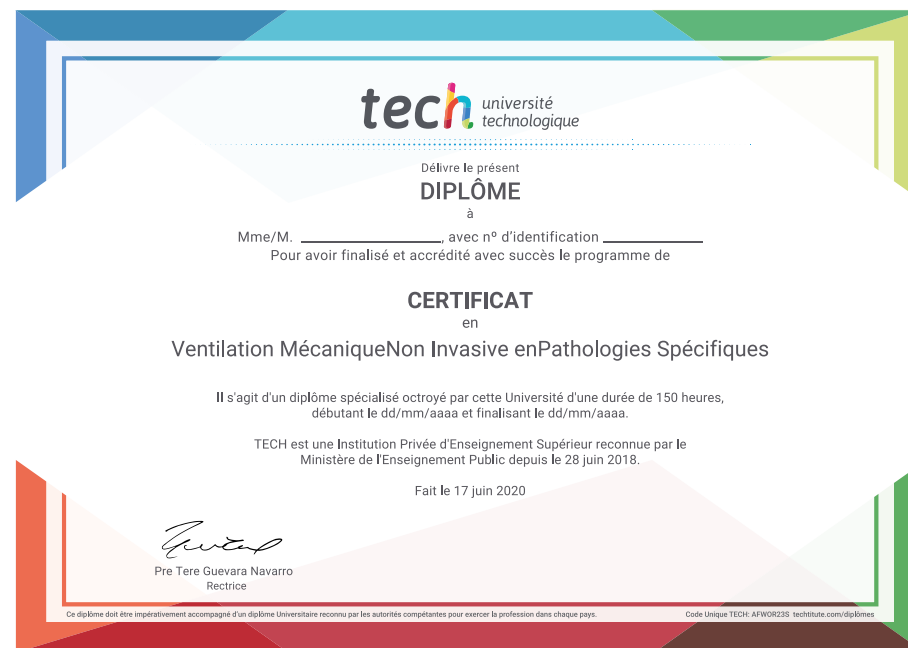 tech université
technologique
Délivre le présent
DIPLÔME
à
Mme/M. ____________________, avec nº d'identification ______________
Pour avoir finalisé et accrédité avec succès le programme de
CERTIFICAT
en
Ventilation MécaniqueNon Invasive enPathologies Spécifiques
Il s'agit d'un diplôme spécialisé octroyé par cette Université d'une durée de 150 heures,
débutant le dd/mm/aaaa et finalisant le dd/mm/aaaa.
TECH est une Institution Privée d'Enseignement Supérieur reconnue par le
Ministère de l'Enseignement Public depuis le 28 juin 2018.
Fait le 17 juin 2020
Pre Tere Guevara Navarro
Rectrice
Ce diplôme doit être impérativement accompagné d'un diplôme Universitaire reconnu par les autorités compétentes pour exercer la profession dans chaque pays.
Code Unique TECH: AFWOR23S techtitute.com/diplômes